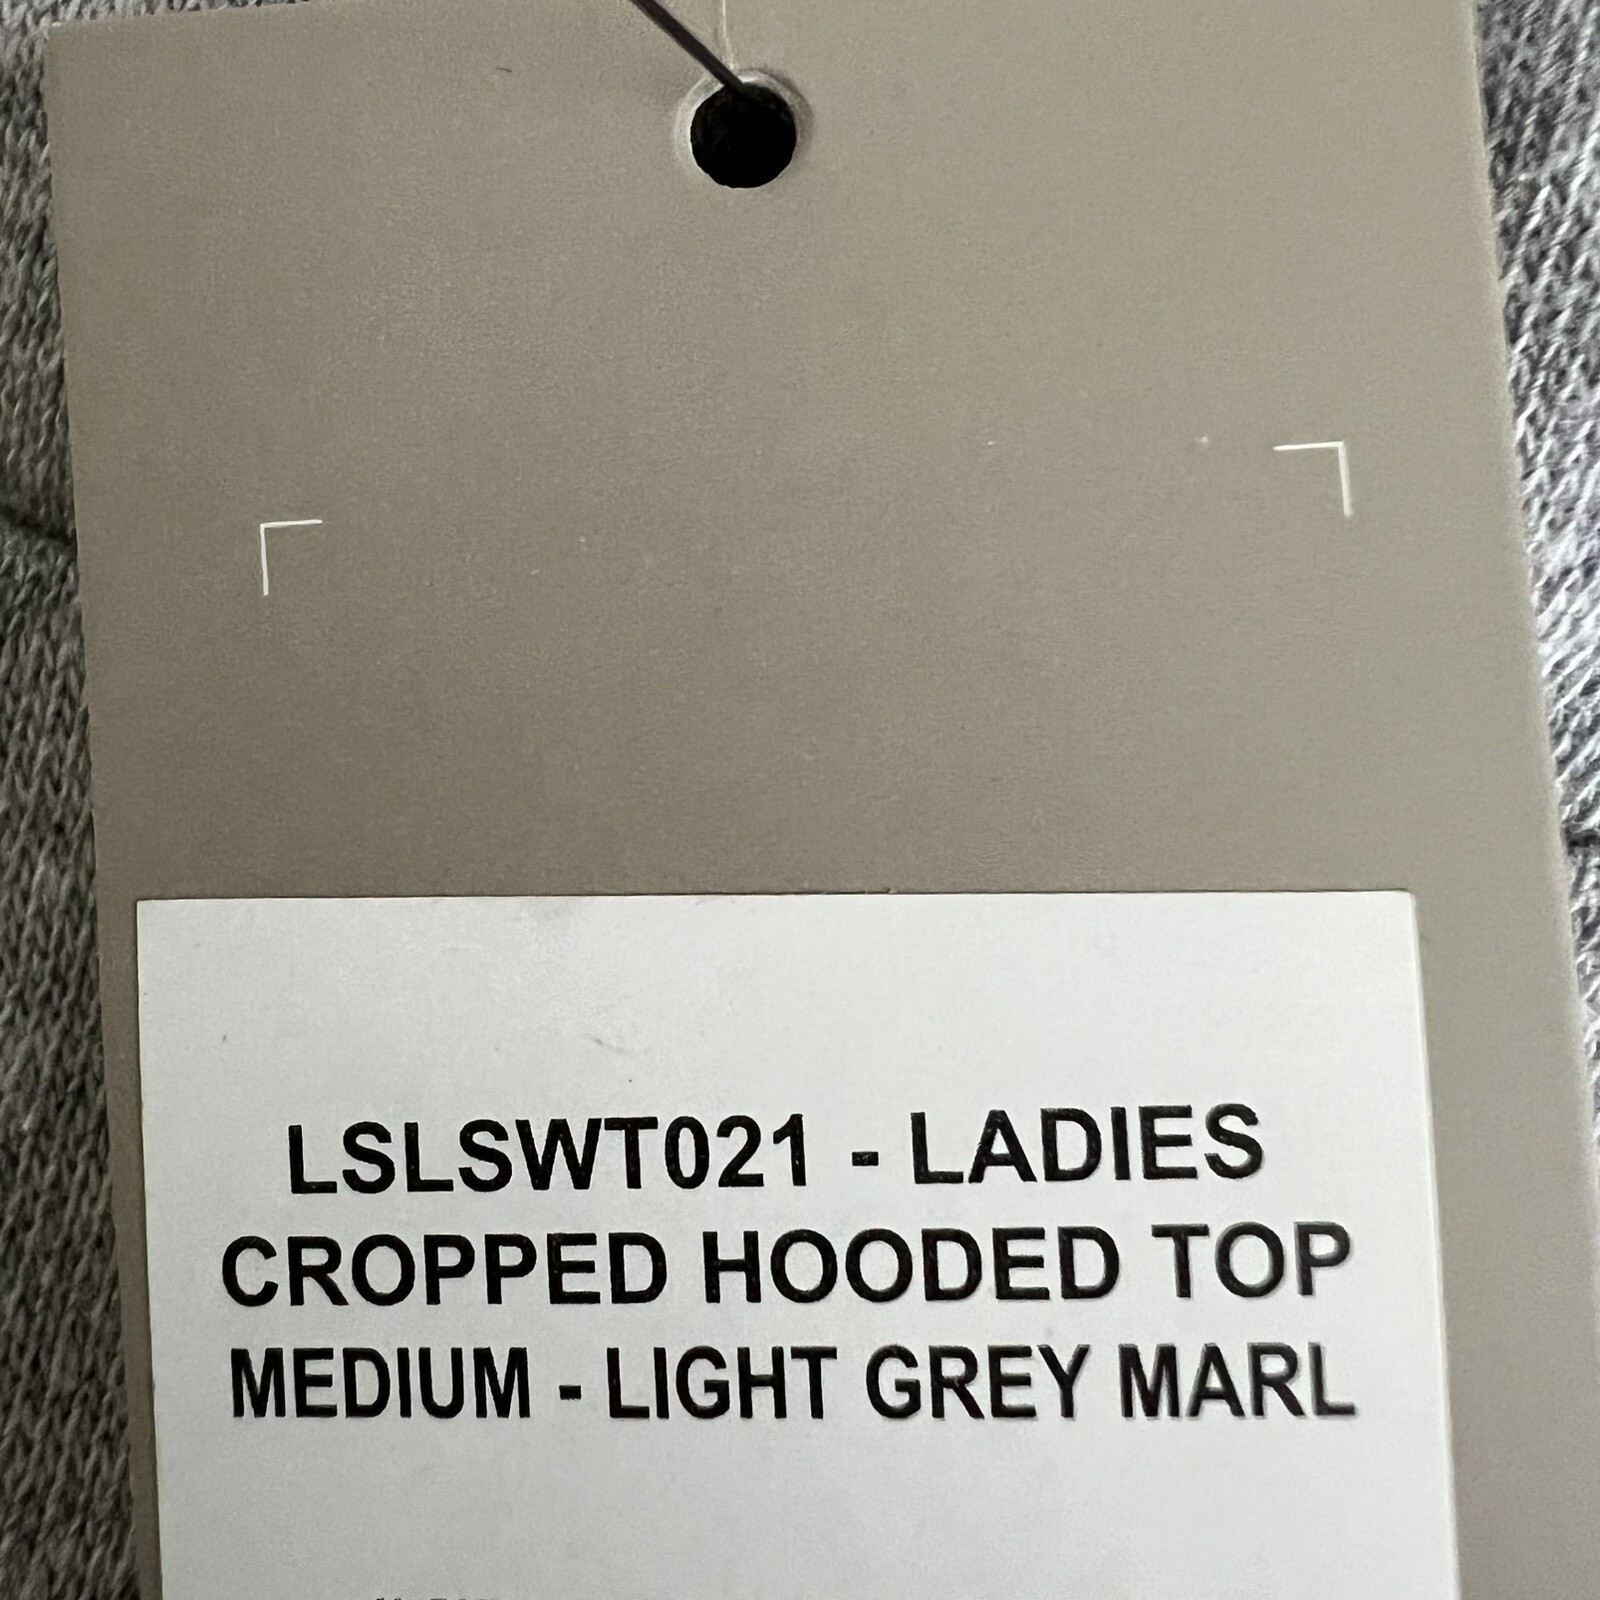 LSLSWT021 - LADIES
CROPPED HOODED TOP
MEDIUM - LIGHT GREY MARL